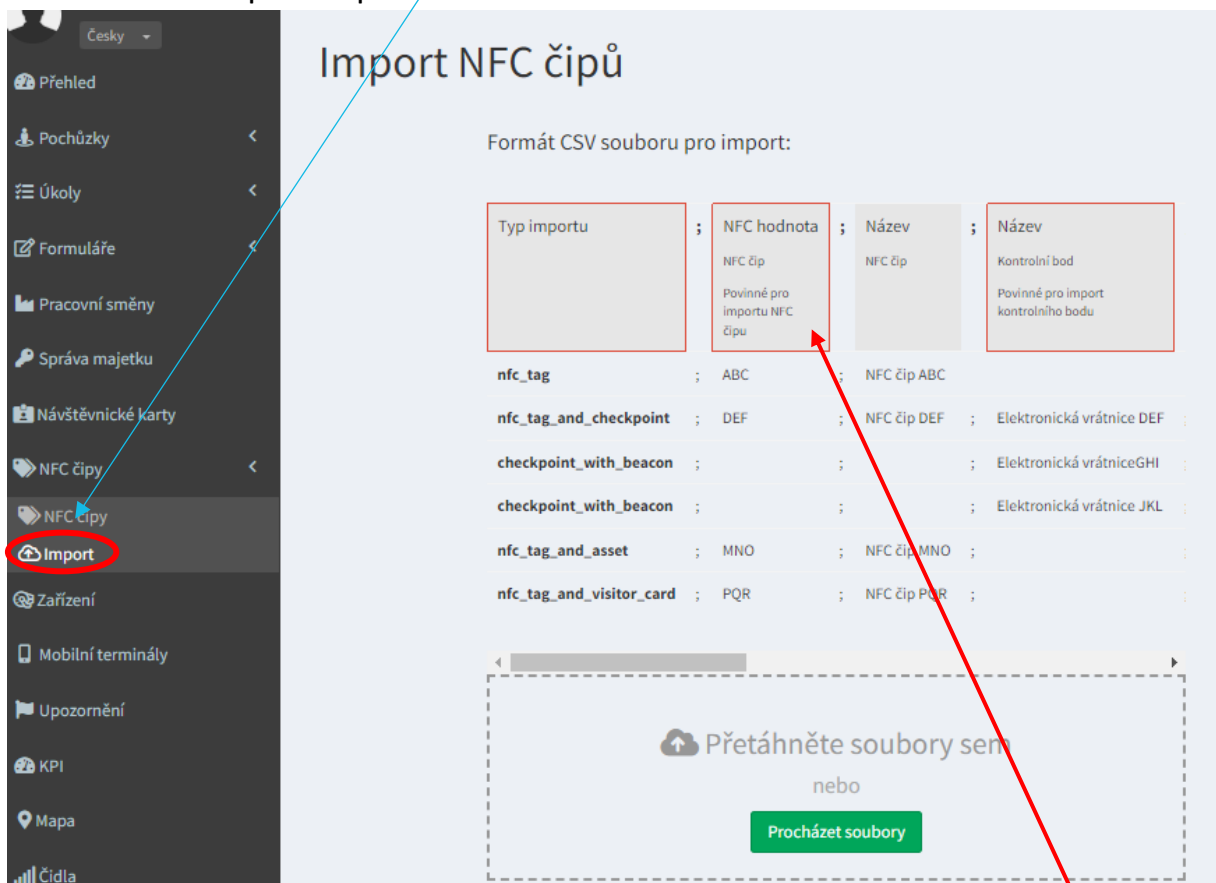 Česky
Přehled
Pochůzky
Úkoly
Formuláře
Pracovní směny
Správa majetku
Návštěvnické karty
NFC čipy
NFC čipy
Import
Zařízení
Mobilní terminály
Upozornění
KPI
Mapa
Čidla
Import NFC čipů
Formát CSV souboru pro import:
Typ importu ; NFC hodnota ; Název ; Název
NFC čip NFC čip Kontrolní bod
Povinné pro Povinné pro import
importu NFC kontrolního bodu
čipu
nfc_tag ; ABC ; NFC čip ABC
nfc_tag_and_checkpoint ; DEF ; NFC čip DEF ; Elektronická vrátnice DEF ;
checkpoint_with_beacon ; ; ; Elektronická vrátniceGHI ;
checkpoint_with_beacon ; ; ; Elektronická vrátnice JKL ;
nfc_tag_and_asset ; MNO ; NFC čip MNO ; ;
nfc_tag_and_visitor_card ; PQR ; NFC čip PQR ; ;
Přetáhněte soubory sem
nebo
Procházet soubory